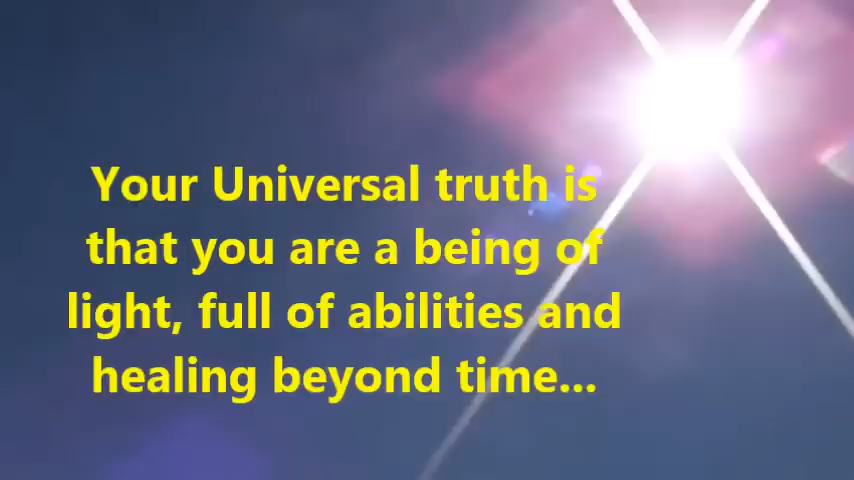 Your Universal truth is
that you are a being of
light, full of abilities and
healing beyond time...